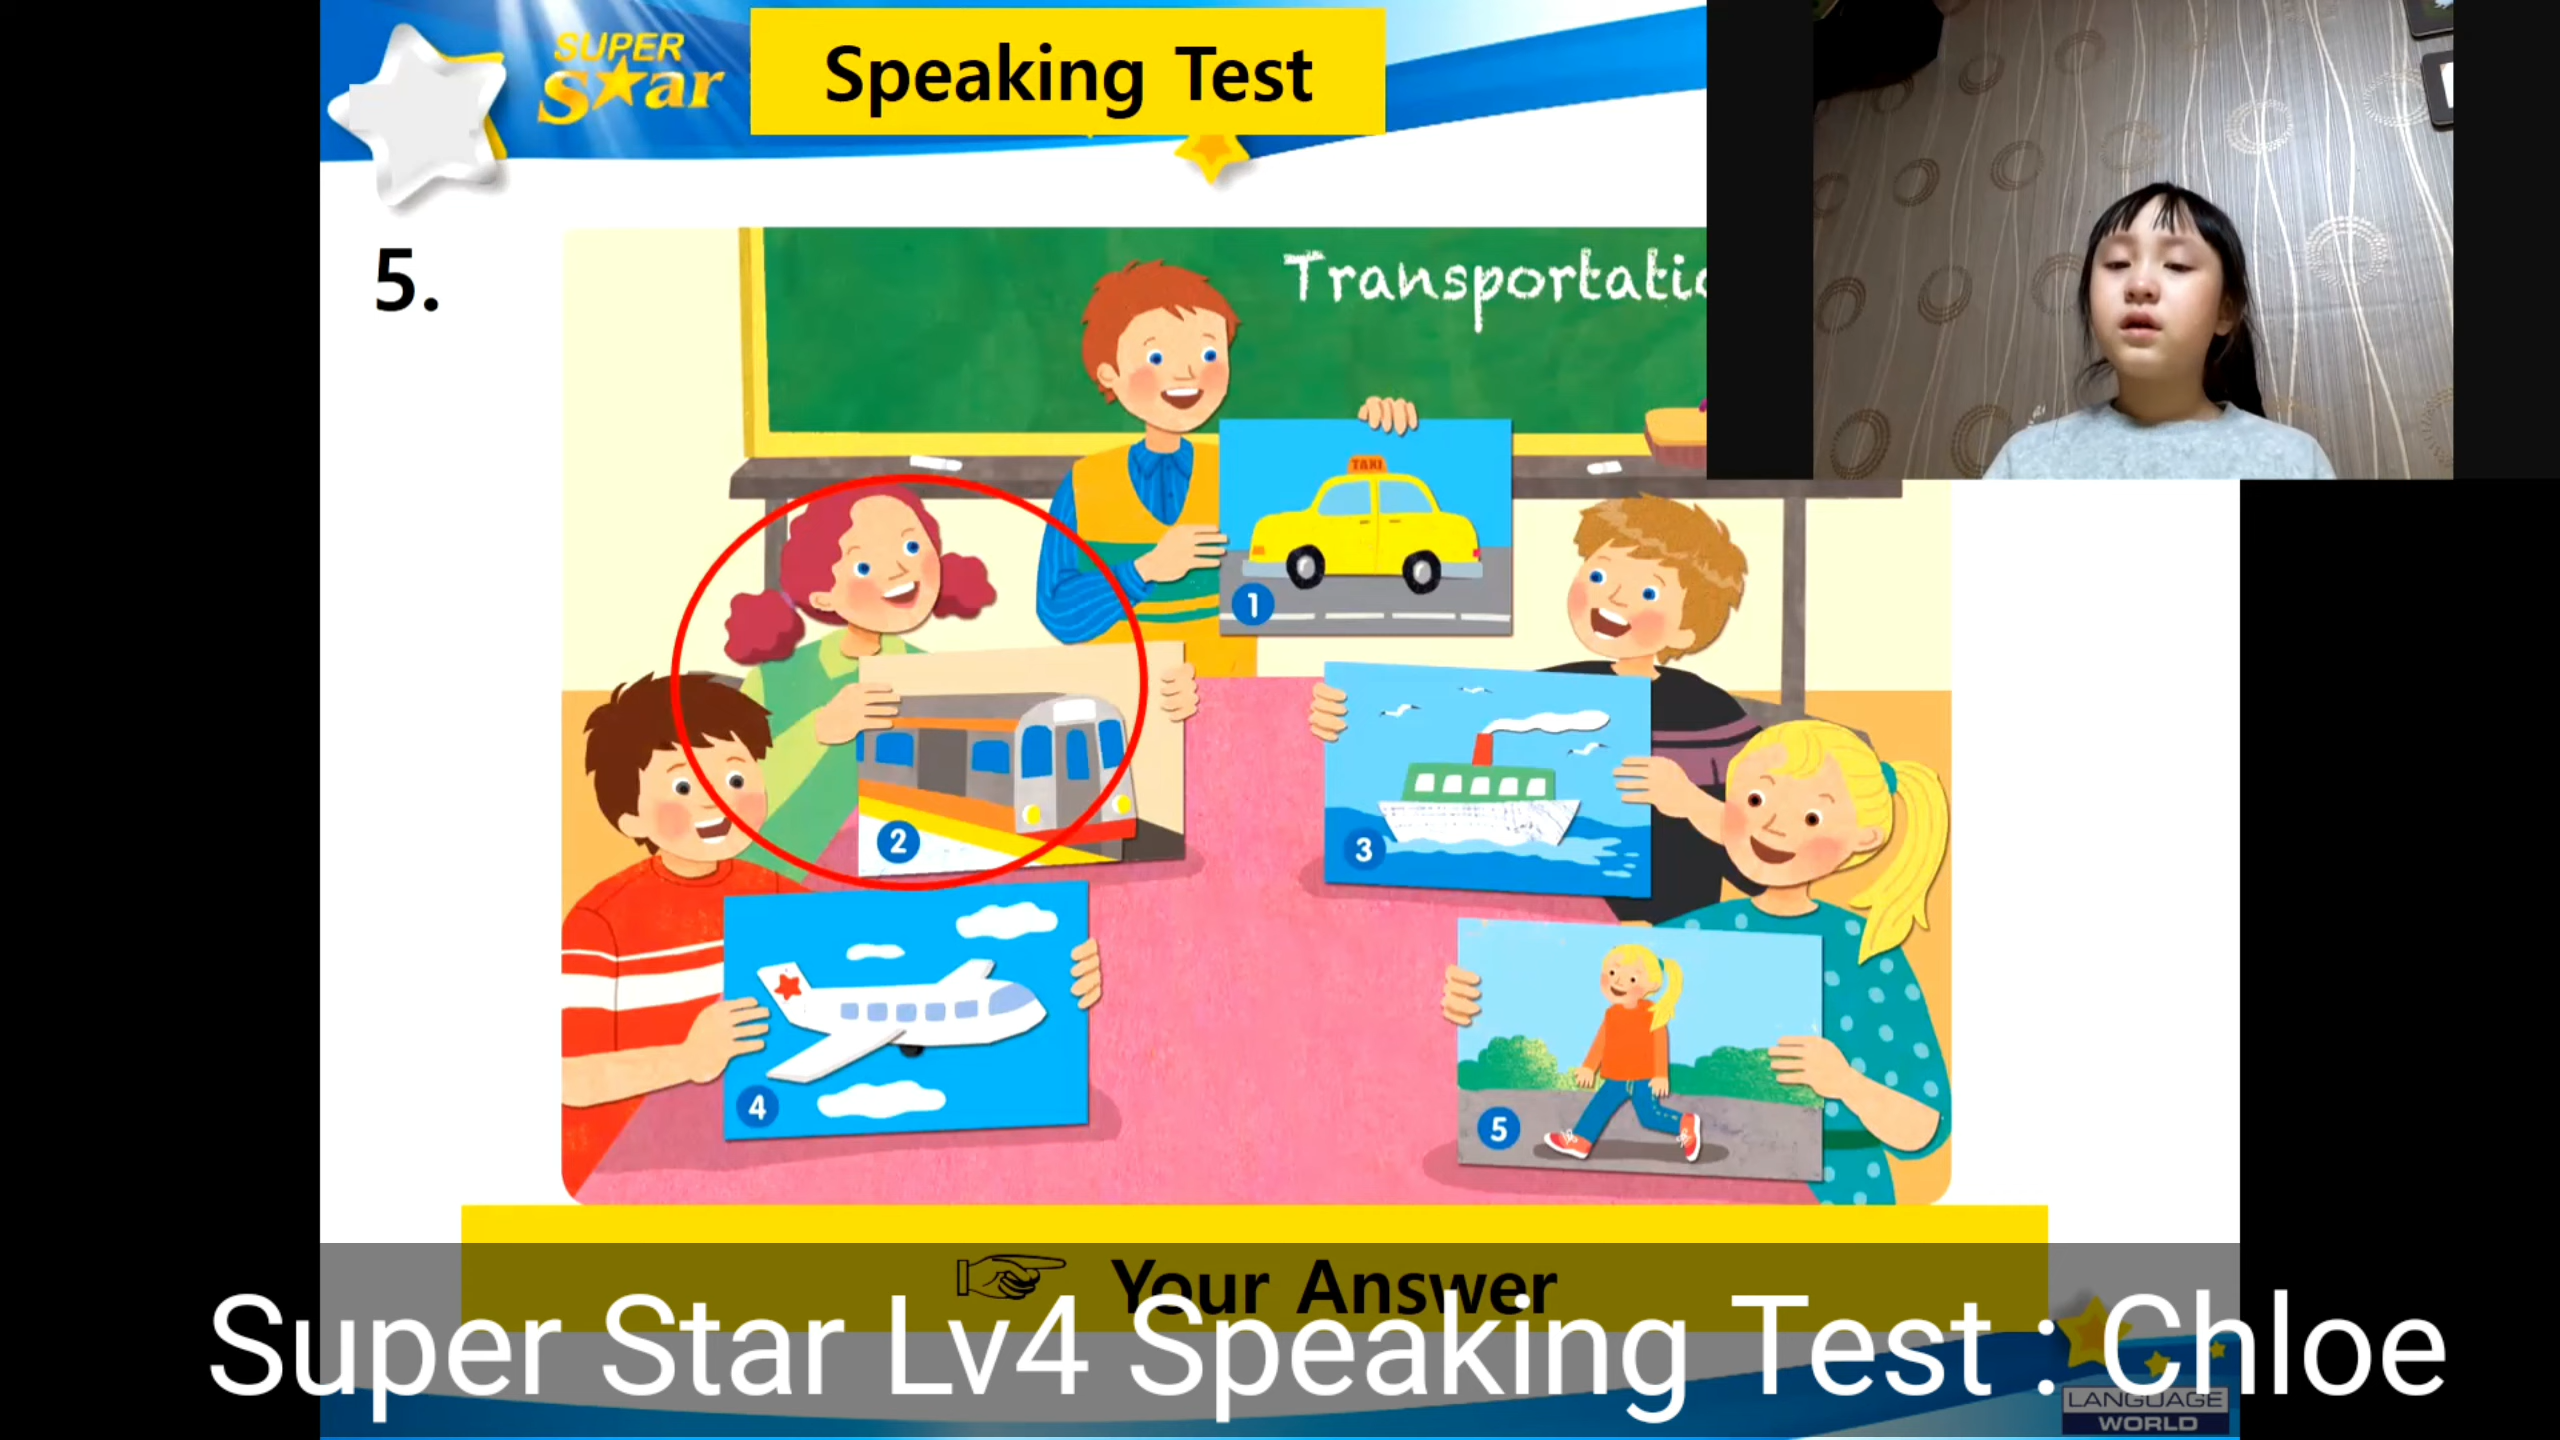 SUPER
Star
Speaking Test
5.
Transportatio
TAXI
1
2
3
4
5
Your Answer
Super Star Lv4 Speaking Test : Chloe
LANGUAGE
WORLD